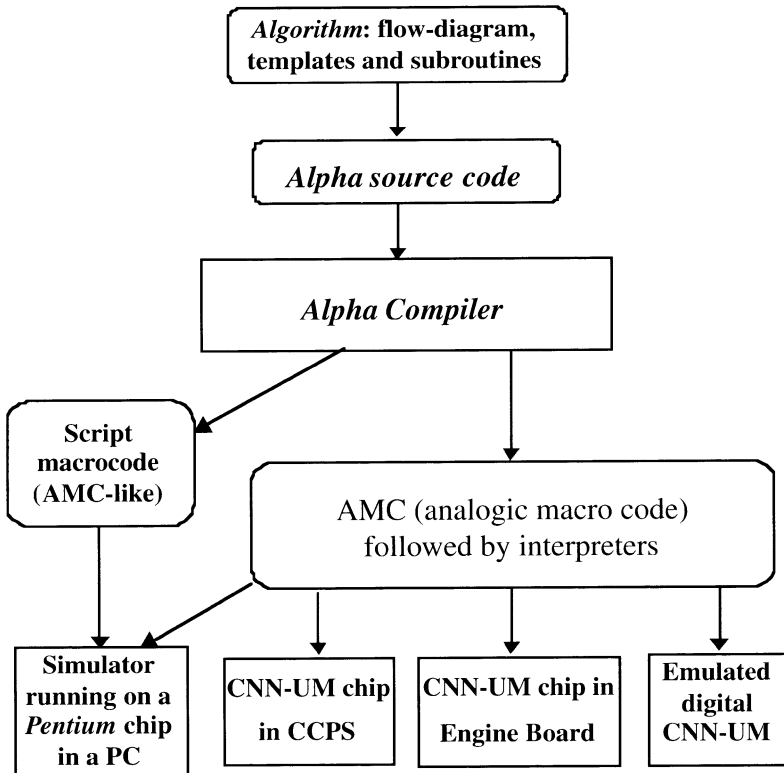 Algorithm: flow-diagram,
templates and subroutines
Alpha source code
Alpha Compiler
Script
macrocode
(AMC-like)
AMC (analogic macro code)
followed by interpreters
Simulator
running on a
Pentium chip
in a PC
CNN-UM chip
in CCPS
CNN-UM chip in
Engine Board
Emulated
digital
CNN-UM